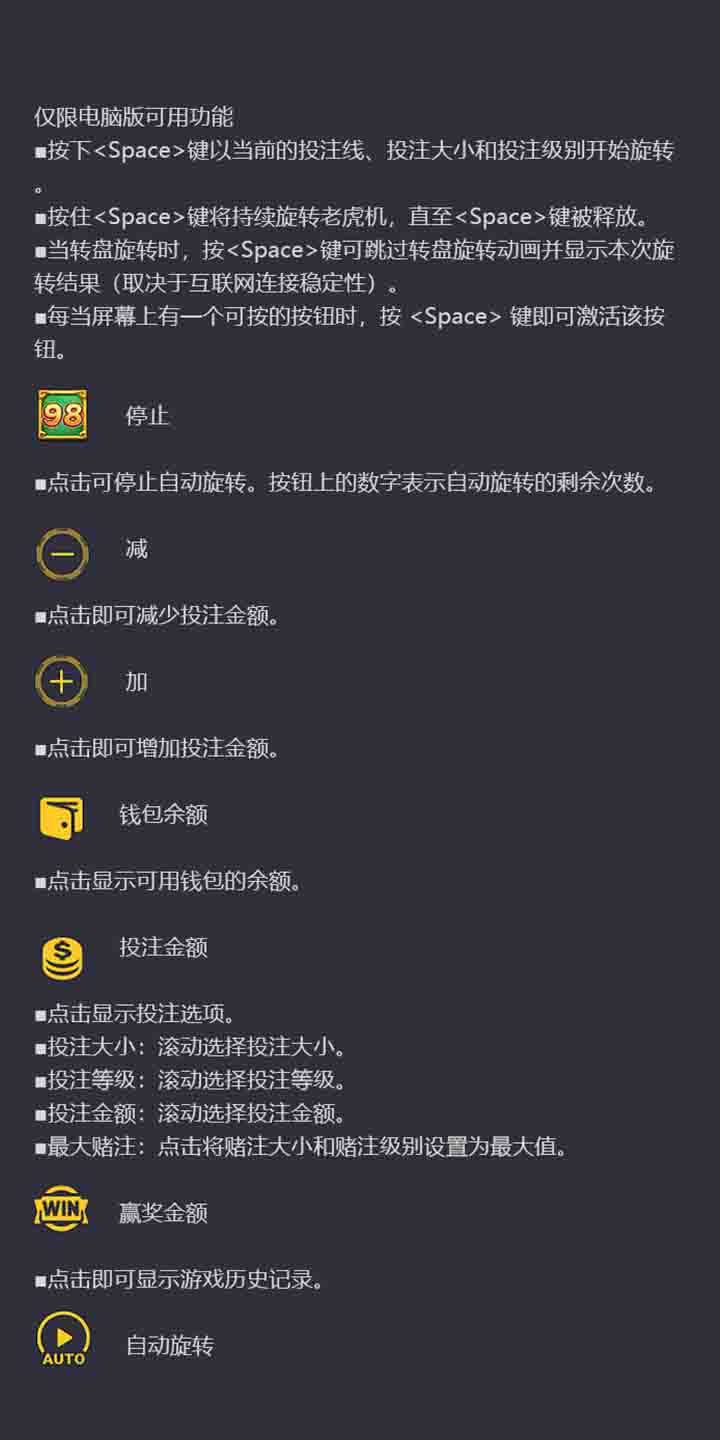 仅限电脑版可用功能
■按下<Space>键以当前的投注线、投注大小和投注级别开始旋转
。
■按住<Space>键将持续旋转老虎机，直至<Space>键被释放。
■当转盘旋转时，按<Space>键可跳过转盘旋转动画并显示本次旋
转结果（取决于互联网连接稳定性）。
■每当屏幕上有一个可按的按钮时，按 <Space> 键即可激活该按
钮。
98 停止
■点击可停止自动旋转。按钮上的数字表示自动旋转的剩余次数。
减
■点击即可减少投注金额。
加
■点击即可增加投注金额。
钱包余额
■点击显示可用钱包的余额。
$ 投注金额
■点击显示投注选项。
■投注大小：滚动选择投注大小。
■投注等级：滚动选择投注等级。
■投注金额：滚动选择投注金额。
■最大赌注：点击将赌注大小和赌注级别设置为最大值。
WIN 赢奖金额
■点击即可显示游戏历史记录。
AUTO 自动旋转